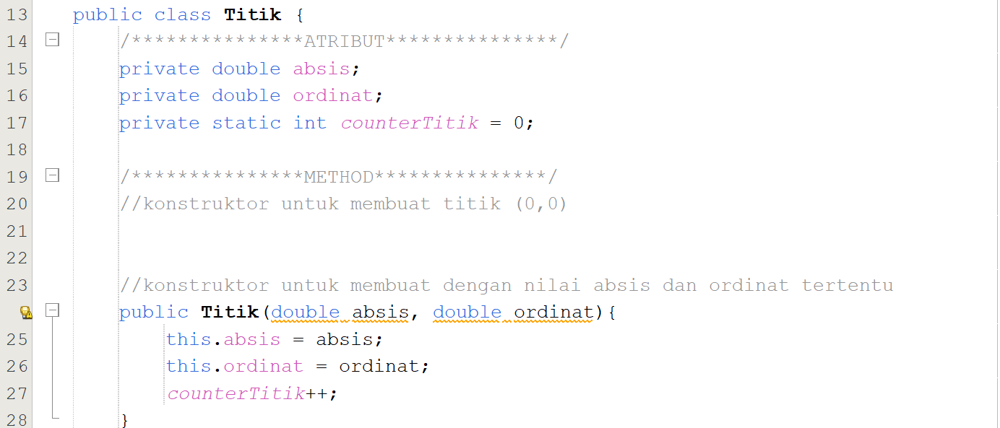 13 public class Titik {
14 /***************ATRIBUT***************/
15 private double absis;
16 private double ordinat;
17 private static int counterTitik = 0;
18
19 /***************METHOD***************/
20 //konstruktor untuk membuat titik (0,0)
21
22
23 //konstruktor untuk membuat dengan nilai absis dan ordinat tertentu
public Titik(double absis, double ordinat){
25 this.absis = absis;
26 this.ordinat = ordinat;
27 counterTitik++;
28 }